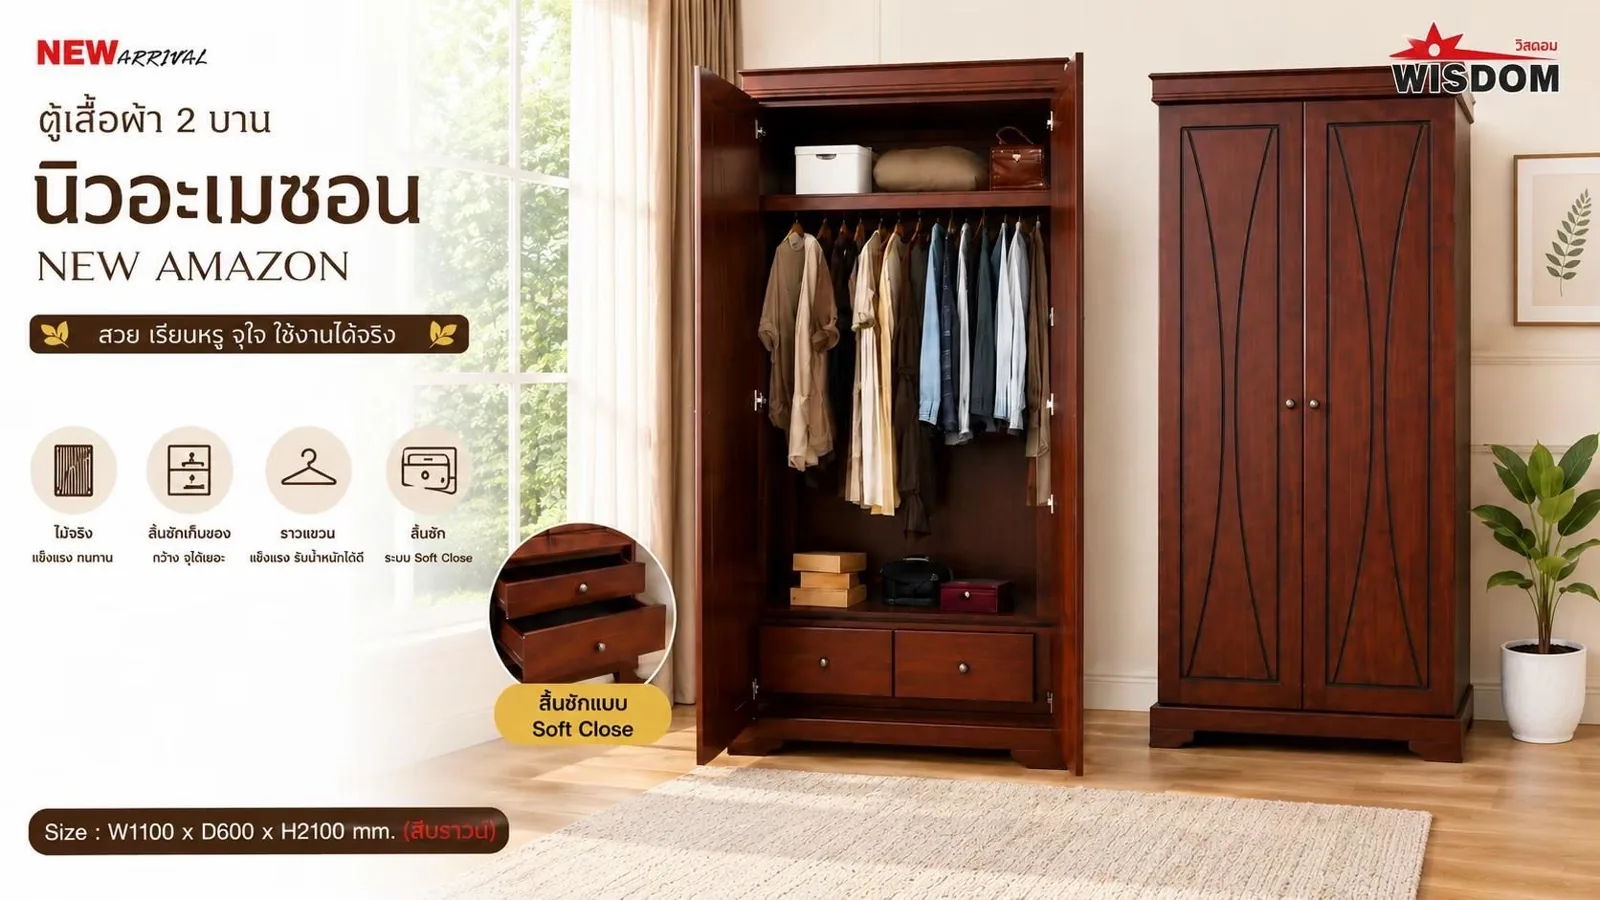 NEW ARRIVAL
ตู้เสื้อผ้า 2 บาน
นิวอะเมซอน
NEW AMAZON
สวย เรียบหรู จุใจ ใช้งานได้จริง
ไม้จริง
แข็งแรง ทนทาน
ลิ้นชักเก็บของ
กว้าง จุได้เยอะ
ราวแขวน
แข็งแรง รับน้ำหนักได้ดี
ลิ้นชัก
ระบบ Soft Close
ลิ้นชักแบบ
Soft Close
Size : W1100 x D600 x H2100 mm. (สีบราวน์)
วิสดอม
WISDOM